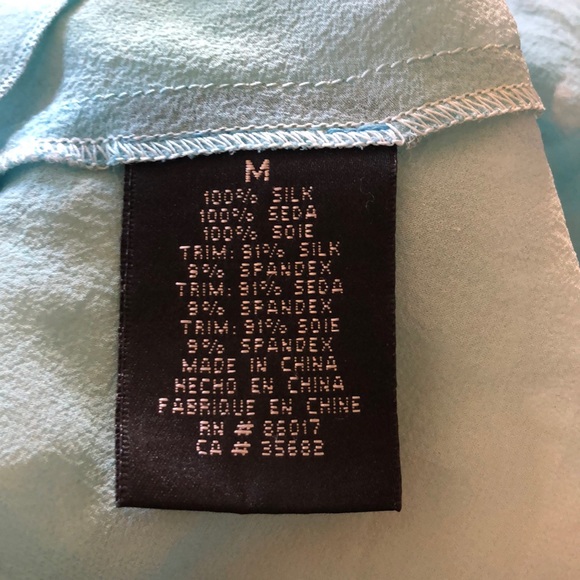 M
100% SILK
100% SEDA
100% SOIE
TRIM: 91% SILK
9% SPANDEX
TRIM: 91% SEDA
9% SPANDEX
TRIM: 91% SOIE
9% SPANDEX
MADE IN CHINA
HECHO EN CHINA
FABRIQUE EN CHINE
RN # 86017
CA # 35682